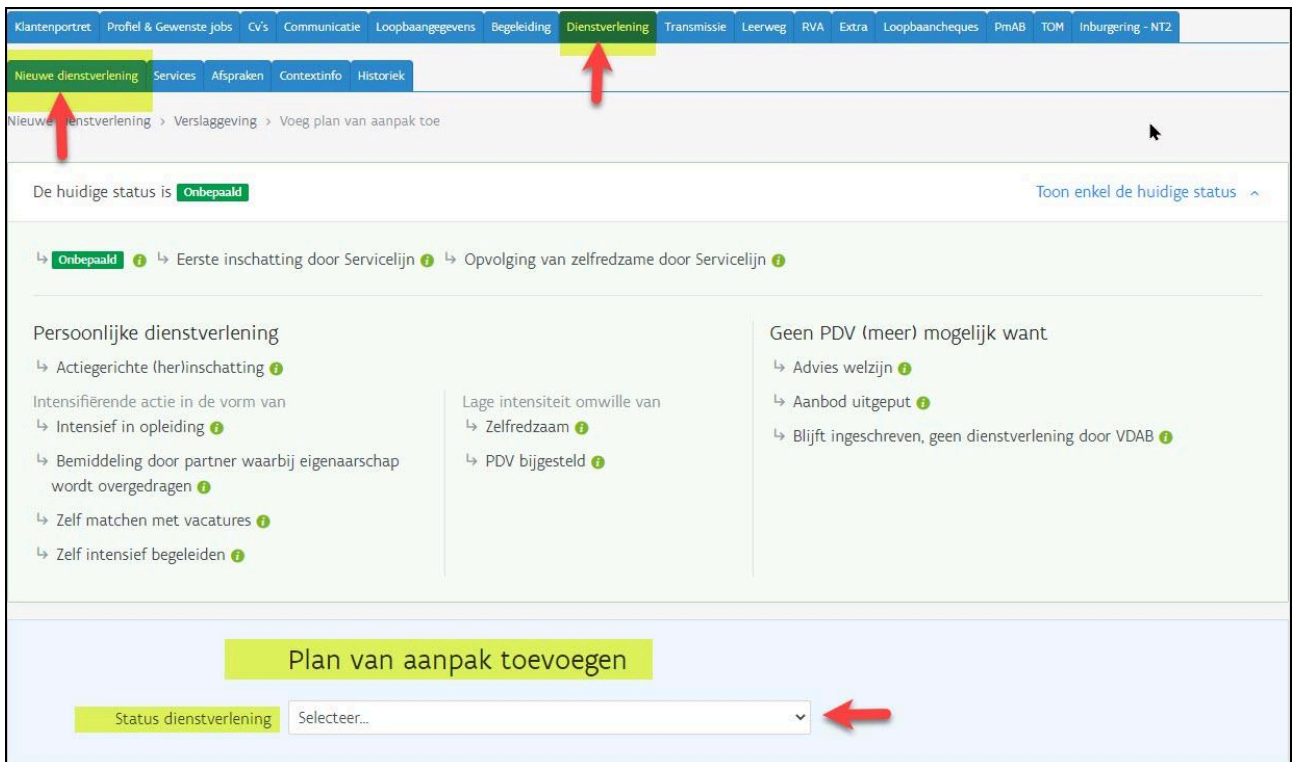 Klantenportret Profiel & Gewenste jobs Cv's Communicatie Loopbaangegevens Begeleiding Dienstverlening Transmissie Leerweg RVA Extra Loopbaancheques PmAB TOM Inburgering - NT2
Nieuwe dienstverlening Services Afspraken Contextinfo Historiek
Nieuwe dienstverlening > Verslaggeving > Voeg plan van aanpak toe
De huidige status is Onbepaald
Toon enkel de huidige status
Onbepaald Eerste inschatting door Servicelijn Opvolging van zelfredzame door Servicelijn
Persoonlijke dienstverlening
Actiegerichte (her)inschatting
Intensifiërende actie in de vorm van
Intensief in opleiding
Bemiddeling door partner waarbij eigenaarschap
wordt overgedragen
Zelf matchen met vacatures
Zelf intensief begeleiden
Lage intensiteit omwille van
Zelfredzaam
PDV bijgesteld
Geen PDV (meer) mogelijk want
Advies welzijn
Aanbod uitgeput
Blijft ingeschreven, geen dienstverlening door VDAB
Plan van aanpak toevoegen
Status dienstverlening Selecteer...